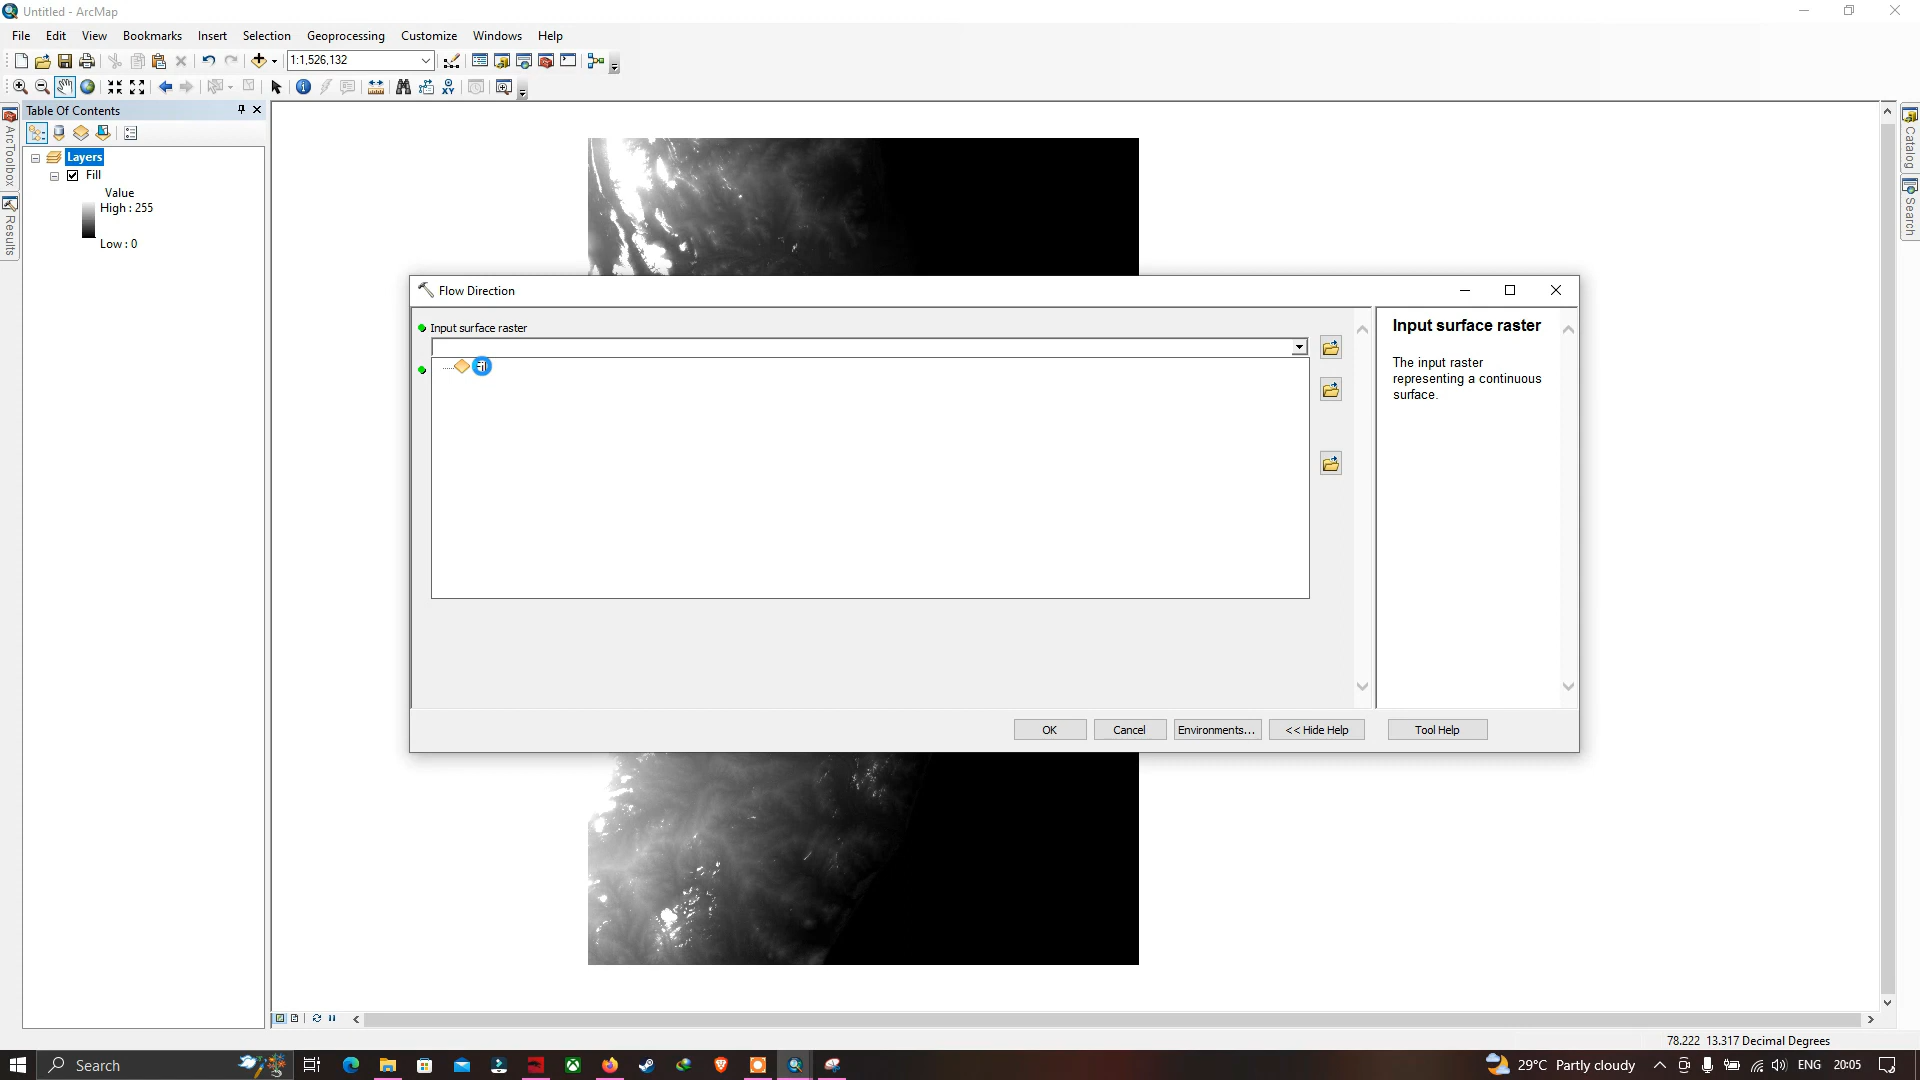 Untitled - ArcMap
File Edit View Bookmarks Insert Selection Geoprocessing Customize Windows Help
1:1,526,132
Table Of Contents
ArcToolbox
Results
Layers
Fill
Value
High : 255
Low : 0
Catalog
Search
Flow Direction
Input surface raster
Input surface raster
The input raster
representing a continuous
surface.
OK Cancel Environments... << Hide Help Tool Help
78.222 13.317 Decimal Degrees
Search
29°C Partly cloudy
ENG 20:05